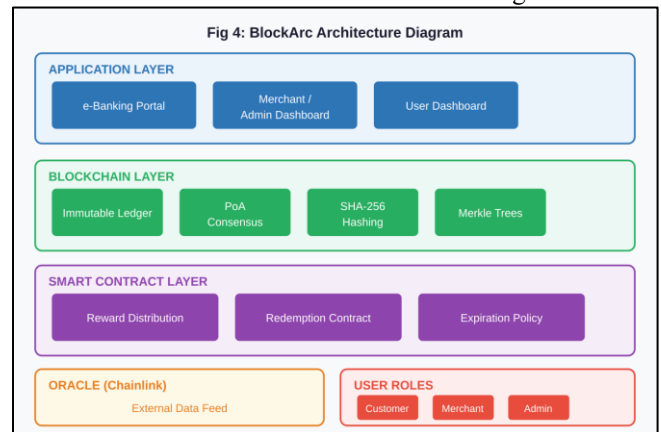 Fig 4: BlockArc Architecture Diagram
APPLICATION LAYER
e-Banking Portal
Merchant /
Admin Dashboard
User Dashboard
BLOCKCHAIN LAYER
Immutable Ledger
PoA
Consensus
SHA-256
Hashing
Merkle Trees
SMART CONTRACT LAYER
Reward Distribution
Redemption Contract
Expiration Policy
ORACLE (Chainlink)
External Data Feed
USER ROLES
Customer
Merchant
Admin